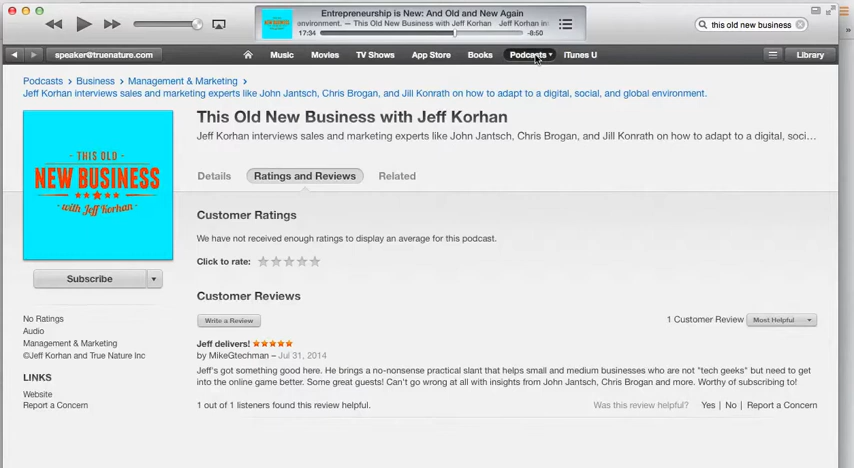 Entrepreneurship is New: And Old and New Again
environment. — This Old New Business with Jeff Korhan Jeff Korhan in
17:34
-8:50
this old new business
speaker@truenature.com
Music
Movies
TV Shows
App Store
Books
Podcasts
iTunes U
Library
Podcasts > Business > Management & Marketing >
Jeff Korhan interviews sales and marketing experts like John Jantsch, Chris Brogan, and Jill Konrath on how to adapt to a digital, social, and global environment.
- THIS OLD -
NEW BUSINESS
with Jeff Korhan
This Old New Business with Jeff Korhan
Jeff Korhan interviews sales and marketing experts like John Jantsch, Chris Brogan, and Jill Konrath on how to adapt to a digital, soci...
Details
Ratings and Reviews
Related
Customer Ratings
We have not received enough ratings to display an average for this podcast.
Click to rate:
Subscribe
Customer Reviews
Write a Review
1 Customer Review
Most Helpful
No Ratings
Audio
Management & Marketing
©Jeff Korhan and True Nature Inc
LINKS
Website
Report a Concern
Jeff delivers!
by MikeGtechman – Jul 31, 2014
Jeff's got something good here. He brings a no-nonsense practical slant that helps small and medium businesses who are not "tech geeks" but need to get
into the online game better. Some great guests! Can't go wrong at all with insights from John Jantsch, Chris Brogan and more. Worthy of subscribing to!
1 out of 1 listeners found this review helpful.
Was this review helpful? Yes | No | Report a Concern